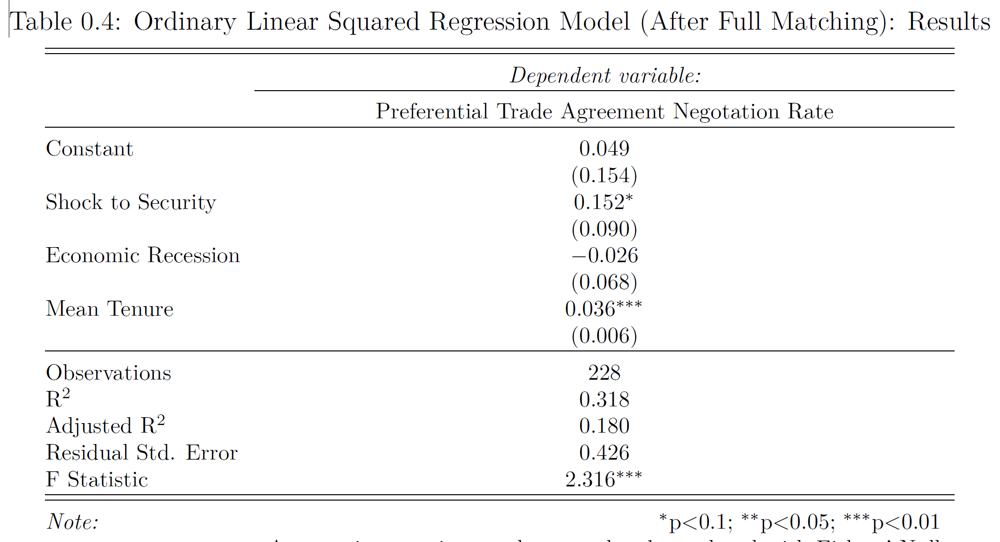 Table 0.4: Ordinary Linear Squared Regression Model (After Full Matching): Results
Dependent variable:
Preferential Trade Agreement Negotation Rate
Constant 0.049
(0.154)
Shock to Security 0.152*
(0.090)
Economic Recession −0.026
(0.068)
Mean Tenure 0.036***
(0.006)
Observations 228
R² 0.318
Adjusted R² 0.180
Residual Std. Error 0.426
F Statistic 2.316***
Note: *p<0.1; **p<0.05; ***p<0.01